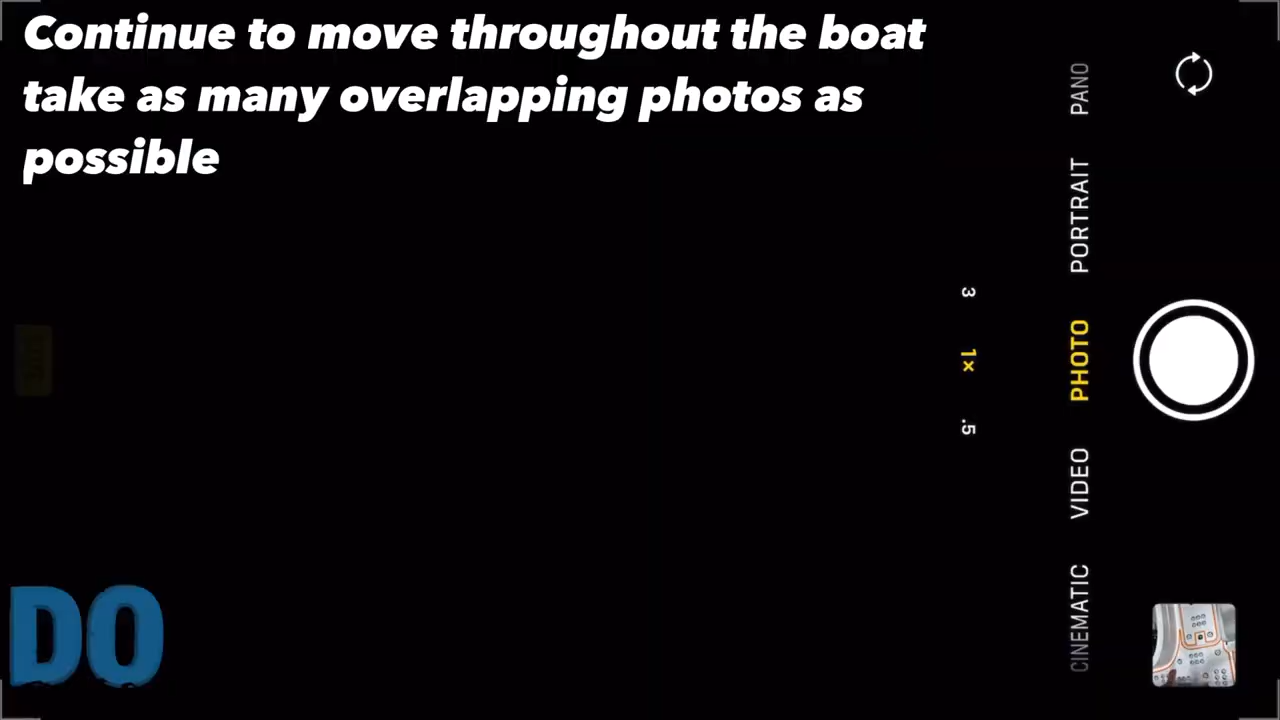 Continue to move throughout the boat
take as many overlapping photos as
possible
PANO
PORTRAIT
PHOTO
VIDEO
CINEMATIC
3
1×
.5
DO